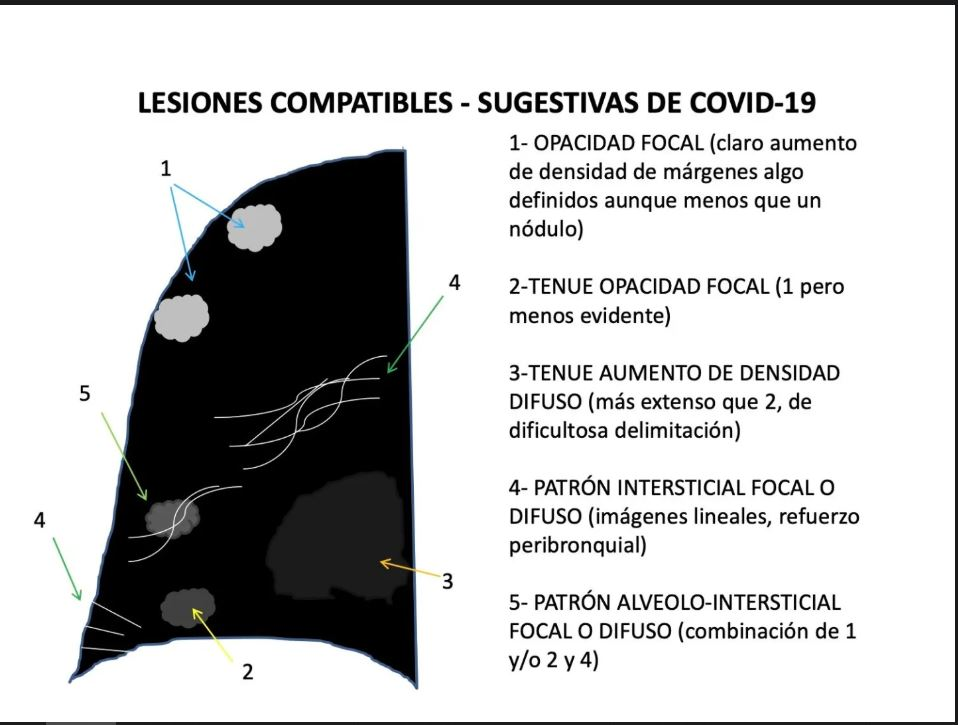 LESIONES COMPATIBLES - SUGESTIVAS DE COVID-19
1- OPACIDAD FOCAL (claro aumento
de densidad de márgenes algo
definidos aunque menos que un
nódulo)
2-TENUE OPACIDAD FOCAL (1 pero
menos evidente)
3-TENUE AUMENTO DE DENSIDAD
DIFUSO (más extenso que 2, de
dificultosa delimitación)
4- PATRÓN INTERSTICIAL FOCAL O
DIFUSO (imágenes lineales, refuerzo
peribronquial)
5- PATRÓN ALVEOLO-INTERSTICIAL
FOCAL O DIFUSO (combinación de 1
y/o 2 y 4)
1
4
5
4
3
2